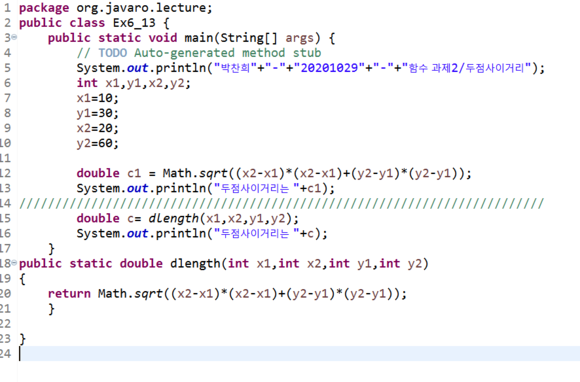 1 package org.javaro.lecture;
2 public class Ex6_13 {
3 public static void main(String[] args) {
4 // TODO Auto-generated method stub
5 System.out.println("박찬희"+"-"+"20201029"+"-"+"함수 과제2/두점사이거리");
6 int x1,y1,x2,y2;
7 x1=10;
8 y1=30;
9 x2=20;
10 y2=60;
11
12 double c1 = Math.sqrt((x2-x1)*(x2-x1)+(y2-y1)*(y2-y1));
13 System.out.println("두점사이거리는 "+c1);
14 //////////////////////////////////////////////////////////////////////////
15 double c= dlength(x1,x2,y1,y2);
16 System.out.println("두점사이거리는 "+c);
17 }
18 public static double dlength(int x1,int x2,int y1,int y2)
19 {
20 return Math.sqrt((x2-x1)*(x2-x1)+(y2-y1)*(y2-y1));
21 }
22
23 }
24